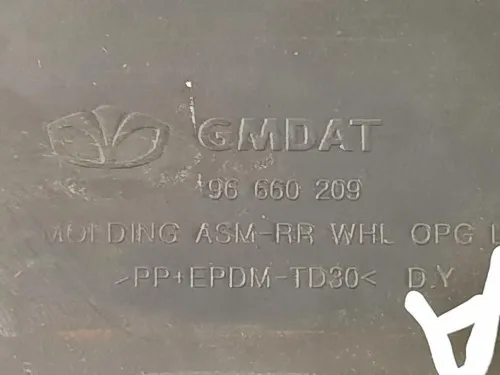 GMDAT
96 660 209
MOLDING ASM-RR WHL OPG L
>PP+EPDM-TD30< D.Y